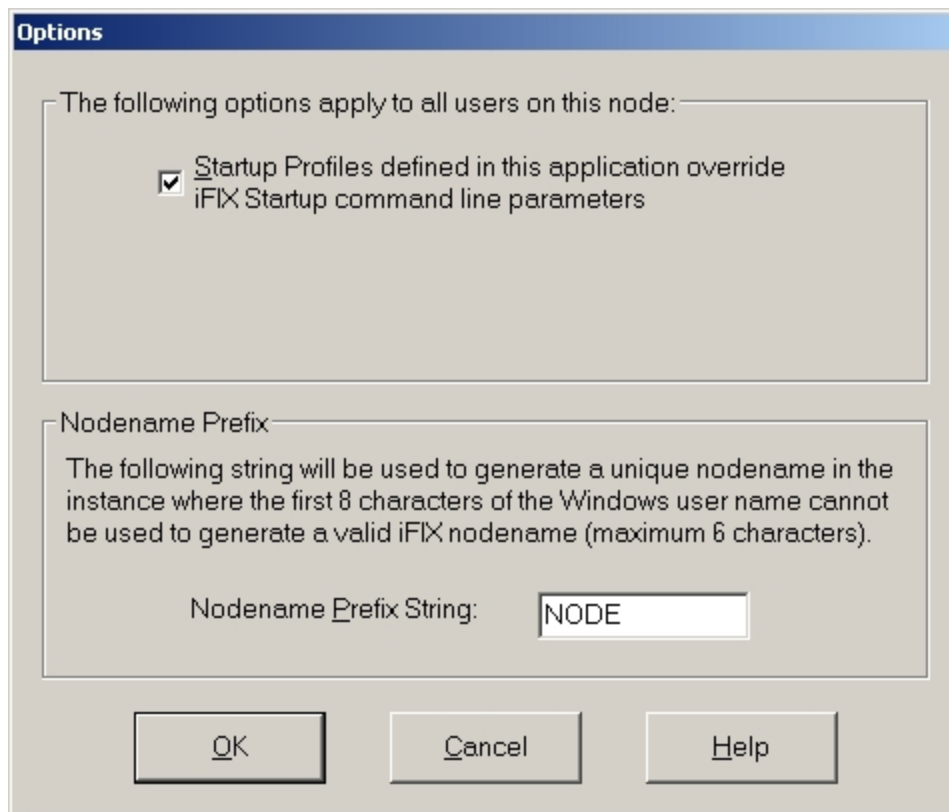 Options
The following options apply to all users on this node:
Startup Profiles defined in this application override
iFIX Startup command line parameters
Nodename Prefix
The following string will be used to generate a unique nodename in the
instance where the first 8 characters of the Windows user name cannot
be used to generate a valid iFIX nodename (maximum 6 characters).
Nodename Prefix String: NODE
OK Cancel Help